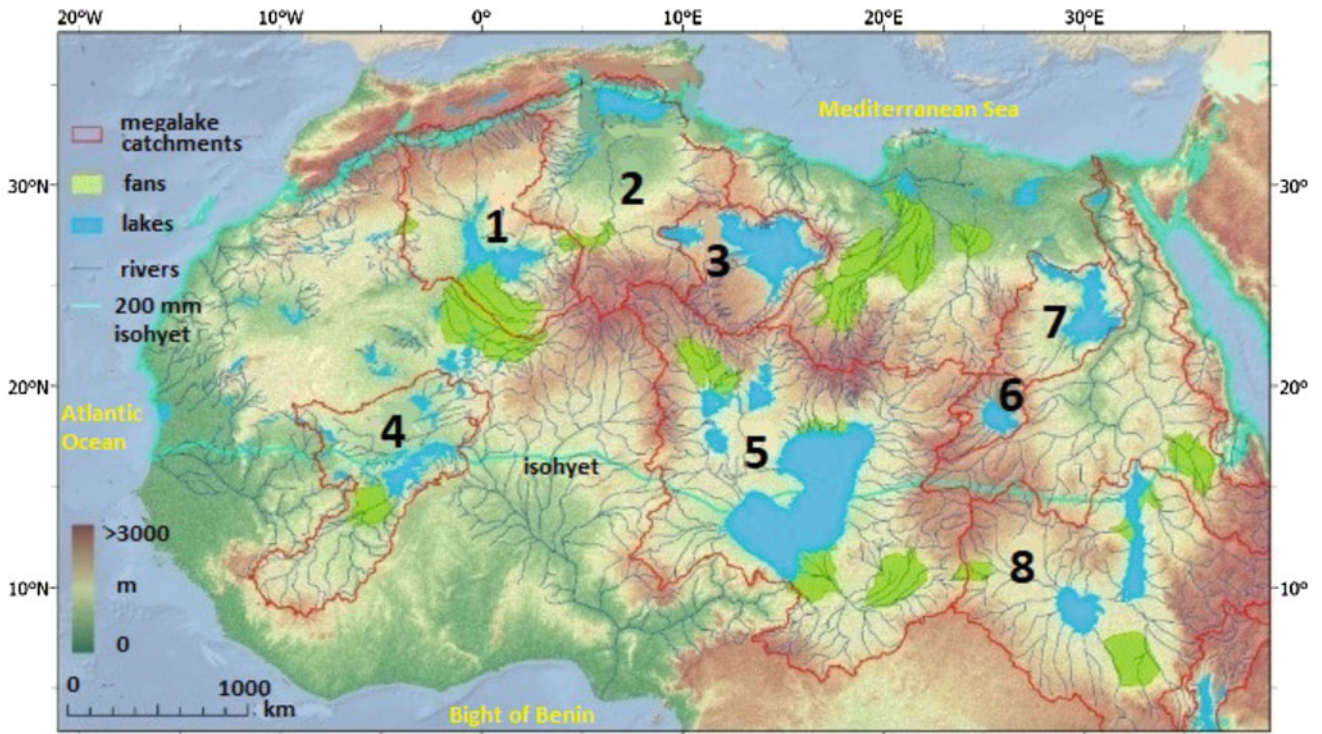 20°W 10°W 0° 10°E 20°E 30°E
Mediterranean Sea
megalake
catchments
30°N
30°
fans
2
lakes
1
3
rivers
200 mm
isohyet
7
20°N
20°
6
Atlantic
Ocean
4
5
isohyet
>3000
m
8
10°N
10°
0
0 1000
km
Bight of Benin